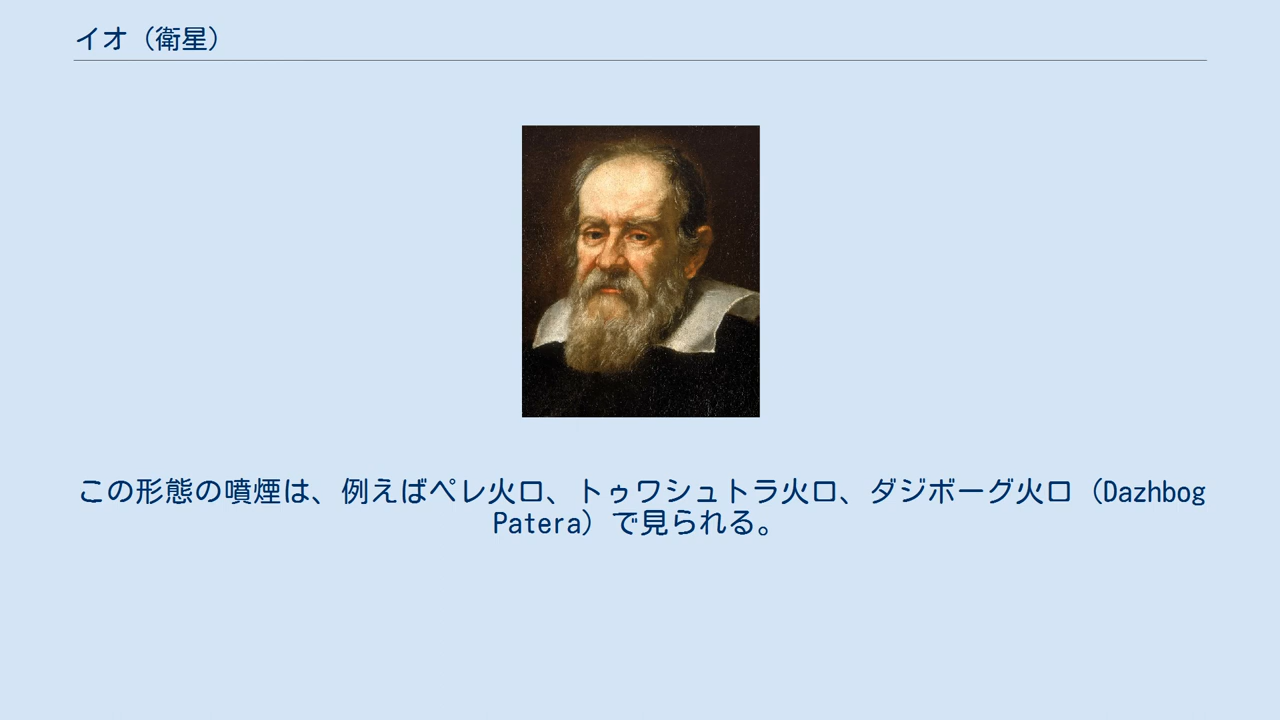 イオ（衛星）
この形態の噴煙は、例えばペレ火口、トゥワシュトラ火口、ダジボーグ火口（Dazhbog
Patera）で見られる。